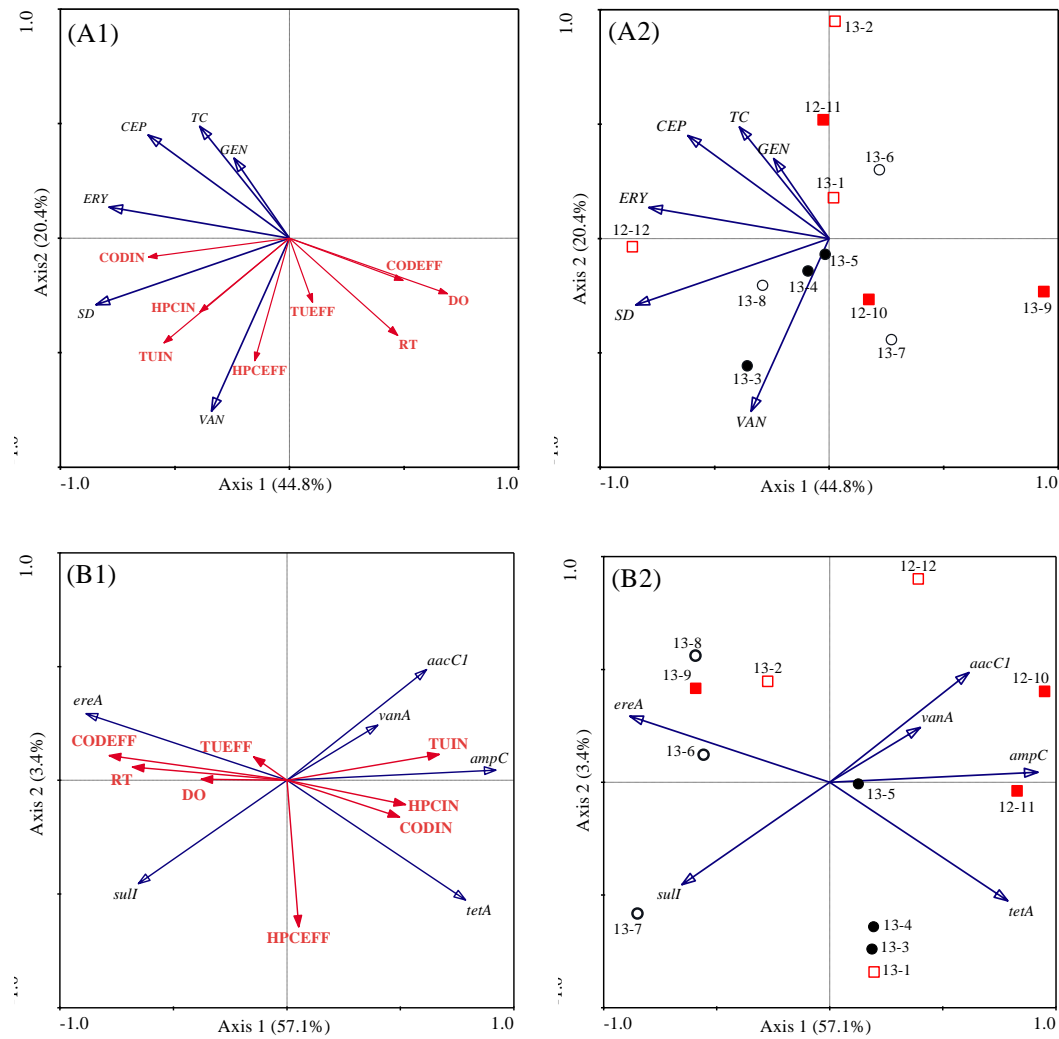 (A1)
1.0
TC
CEP
GEN
ERY
CODIN
CODEFF
DO
HPCIN
TUEFF
SD
TUIN
RT
HPCEFF
VAN
Axis2 (20.4%)
-1.0
Axis 1 (44.8%)
1.0
(A2)
1.0
13-2
12-11
TC
CEP
GEN
13-6
13-1
ERY
12-12
13-5
13-4
13-8
SD
12-10
13-9
13-7
13-3
VAN
Axis 2 (20.4%)
-1.0
Axis 1 (44.8%)
1.0
(B1)
1.0
aacC1
ereA
CODEFF
TUEFF
TUIN
RT
ampC
DO
HPCIN
CODIN
sulI
tetA
HPCEFF
Axis 2 (3.4%)
-1.0
Axis 1 (57.1%)
1.0
(B2)
1.0
12-12
13-8
13-9
13-2
aacC1
12-10
ereA
vanA
13-6
ampC
13-5
12-11
sulI
tetA
13-7
13-4
13-3
13-1
Axis 2 (3.4%)
-1.0
Axis 1 (57.1%)
1.0
vanA